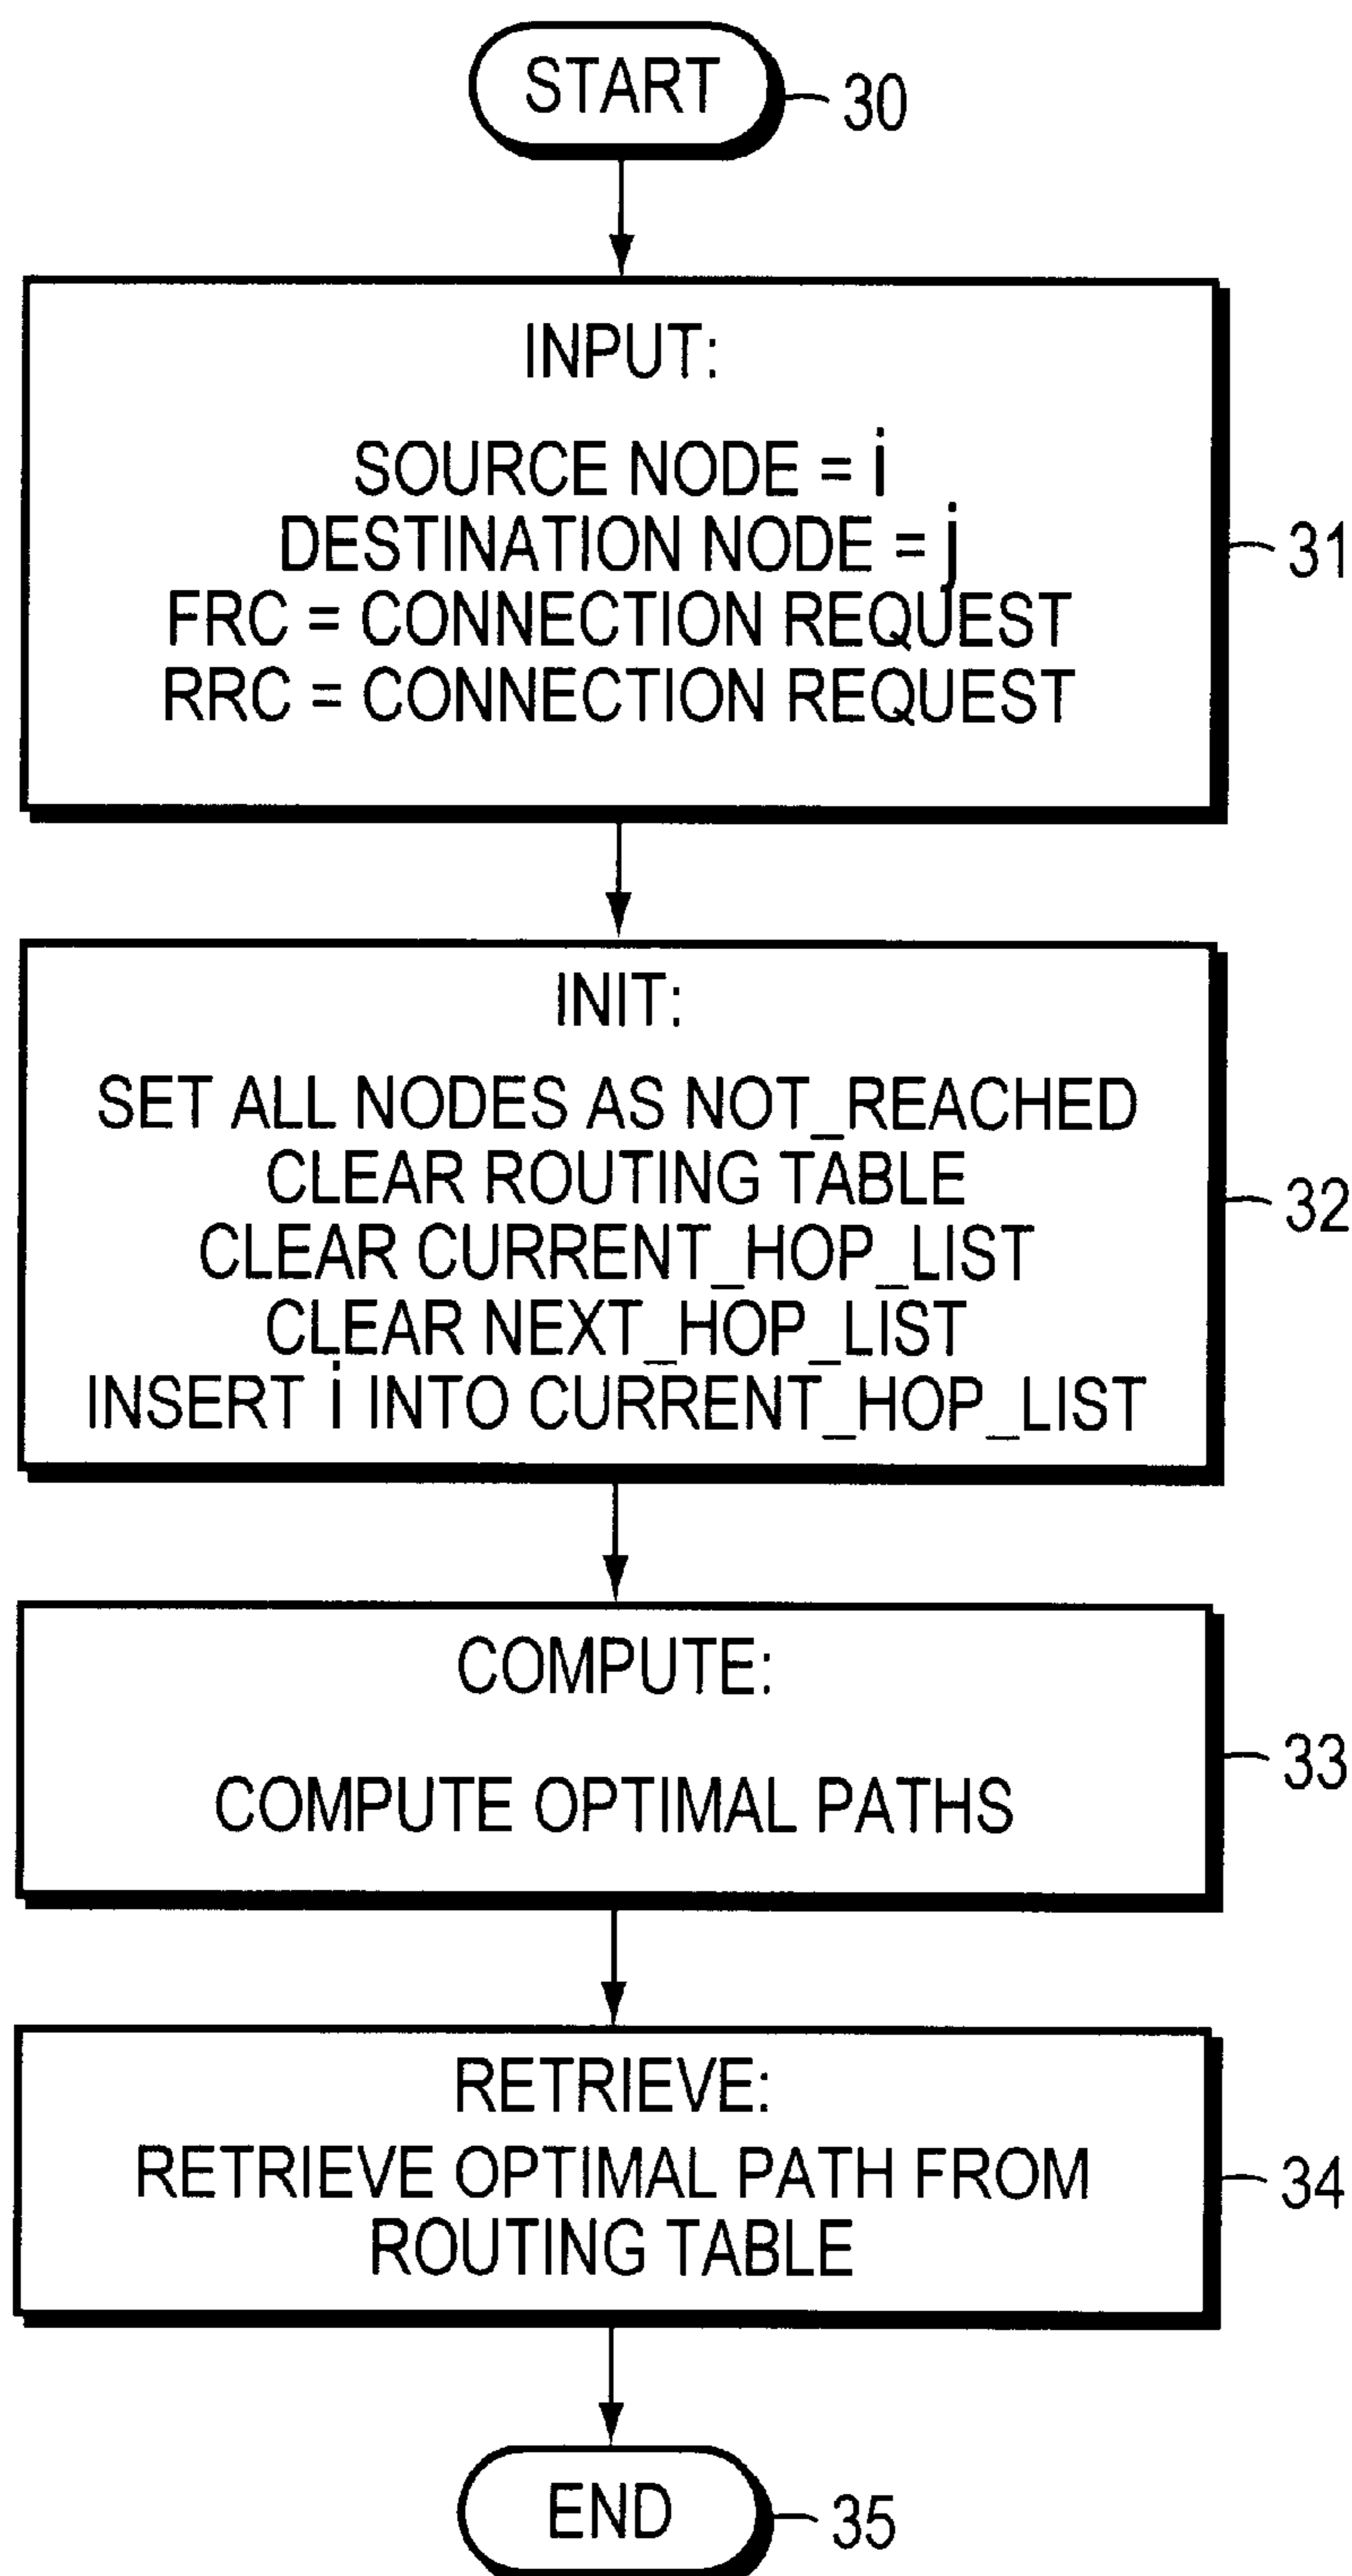 START
30
INPUT:
SOURCE NODE = i
DESTINATION NODE = j
FRC = CONNECTION REQUEST
RRC = CONNECTION REQUEST
31
INIT:
SET ALL NODES AS NOT_REACHED
CLEAR ROUTING TABLE
CLEAR CURRENT_HOP_LIST
CLEAR NEXT_HOP_LIST
INSERT i INTO CURRENT_HOP_LIST
32
COMPUTE:
COMPUTE OPTIMAL PATHS
33
RETRIEVE:
RETRIEVE OPTIMAL PATH FROM
ROUTING TABLE
34
END
35